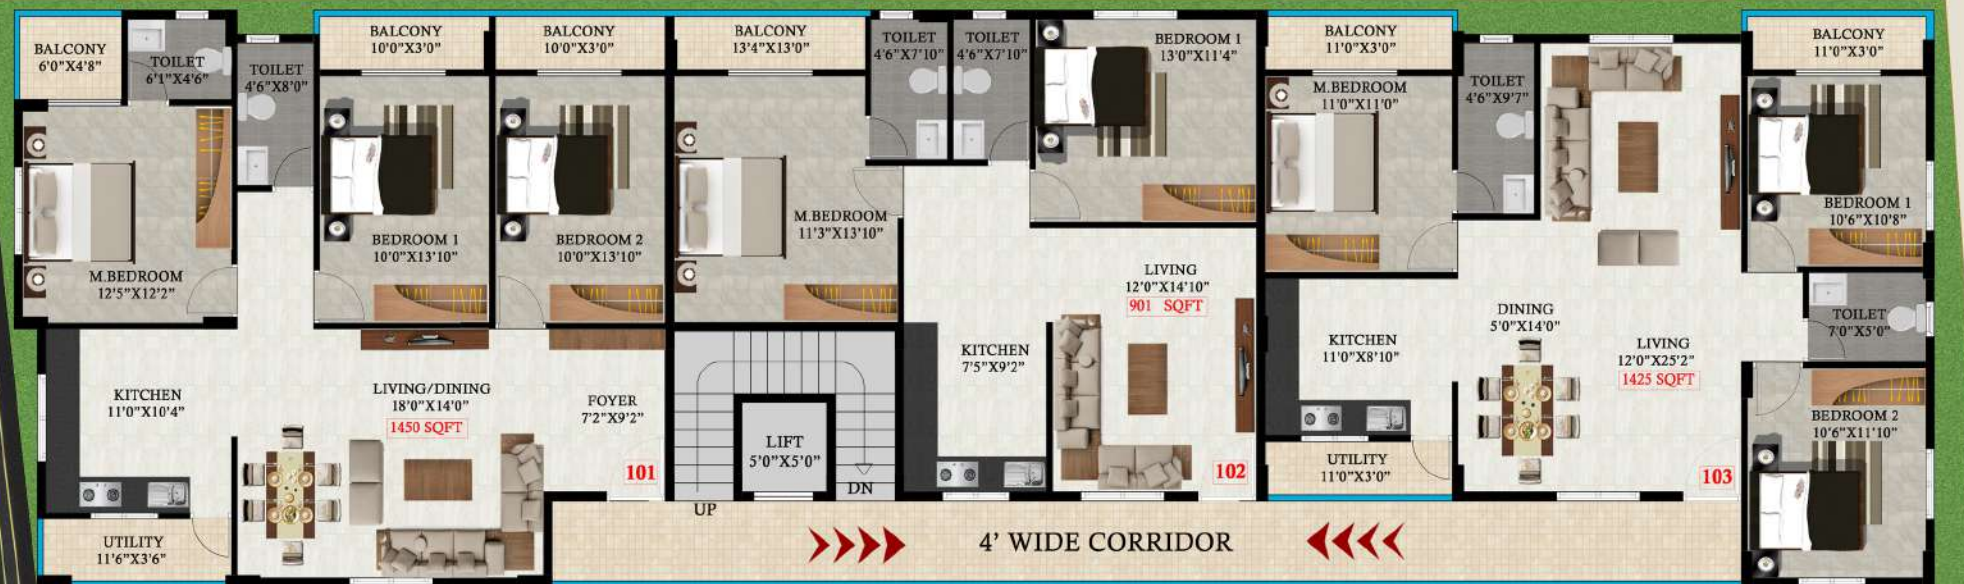 BALCONY
6'0"X4'8"
TOILET
6'1"X4'6"
TOILET
4'6"X8'0"
BALCONY
10'0"X3'0"
BALCONY
10'0"X3'0"
BALCONY
13'4"X13'0"
TOILET
4'6"X7'10"
TOILET
4'6"X7'10"
BEDROOM 1
13'0"X11'4"
BALCONY
11'0"X3'0"
TOILET
4'6"X9'7"
BALCONY
11'0"X3'0"
M.BEDROOM
12'5"X12'2"
BEDROOM 1
10'0"X13'10"
BEDROOM 2
10'0"X13'10"
M.BEDROOM
11'3"X13'10"
M.BEDROOM
11'0"X11'0"
BEDROOM 1
10'6"X10'8"
LIVING
12'0"X14'10"
901 SQFT
DINING
5'0"X14'0"
TOILET
7'0"X5'0"
KITCHEN
11'0"X10'4"
LIVING/DINING
18'0"X14'0"
1450 SQFT
FOYER
7'2"X9'2"
101
LIFT
5'0"X5'0"
UP
DN
KITCHEN
7'5"X9'2"
102
KITCHEN
11'0"X8'10"
LIVING
12'0"X25'2"
1425 SQFT
BEDROOM 2
10'6"X11'10"
UTILITY
11'6"X3'6"
UTILITY
11'0"X3'0"
103
4' WIDE CORRIDOR